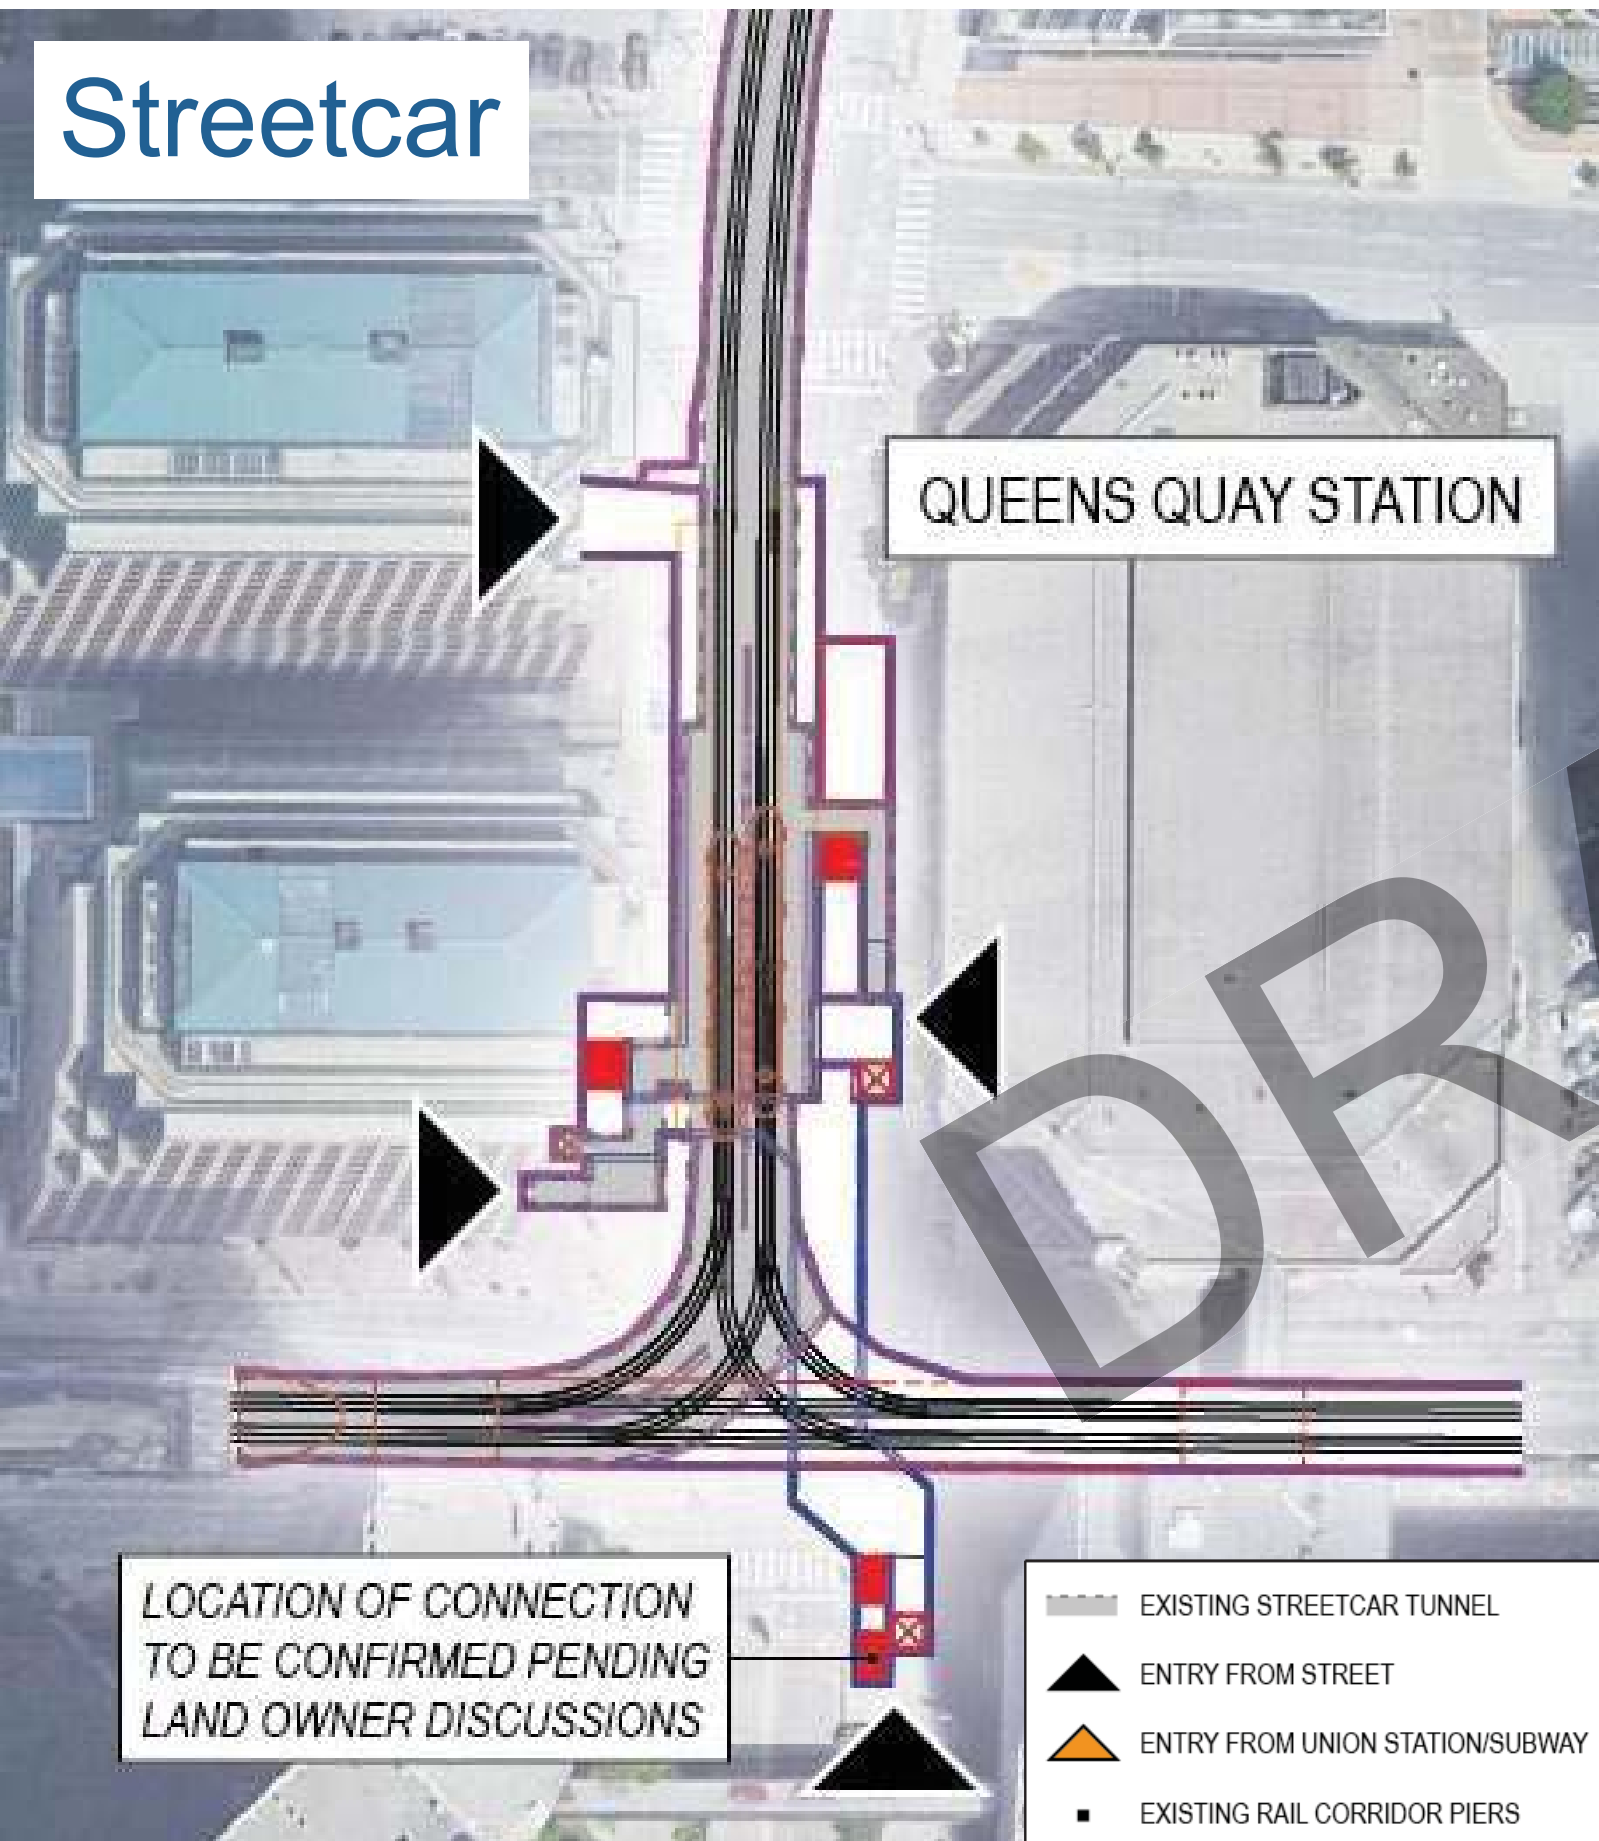 Streetcar
QUEENS QUAY STATION
LOCATION OF CONNECTION
TO BE CONFIRMED PENDING
LAND OWNER DISCUSSIONS
EXISTING STREETCAR TUNNEL
ENTRY FROM STREET
ENTRY FROM UNION STATION/SUBWAY
EXISTING RAIL CORRIDOR PIERS
DRA